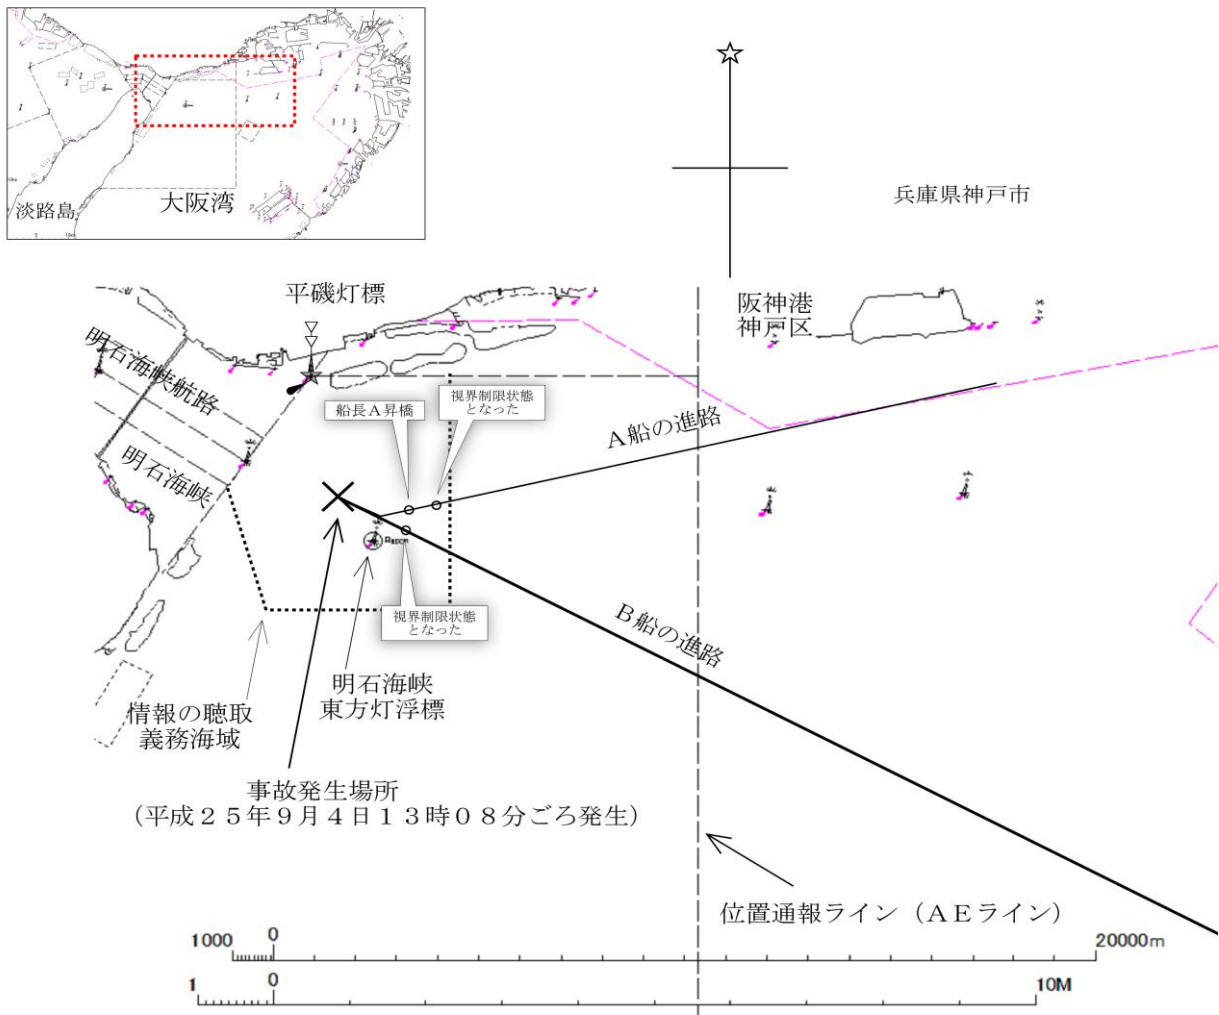 淡路島
大阪湾
兵庫県神戸市
平磯灯標
阪神港
神戸区
明石海峡航路
視界制限状態
となった
船長A昇橋
A船の進路
明石海峡
視界制限状態
となった
B船の進路
明石海峡
東方灯浮標
情報の聴取
義務海域
事故発生場所
(平成25年9月4日13時08分ごろ発生)
位置通報ライン(AEライン)
1000 0 20000m
1 0 10M